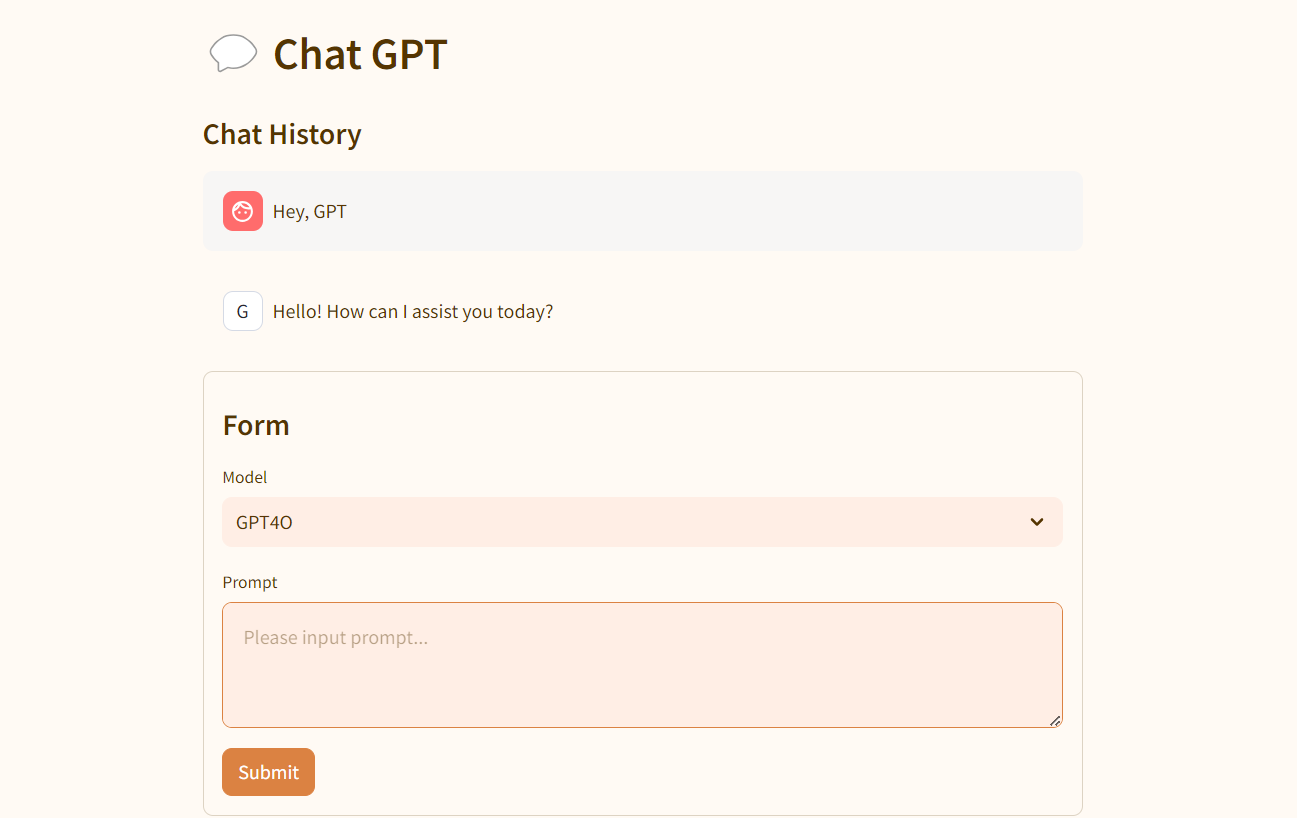 Chat GPT
Chat History
Hey, GPT
G
Hello! How can I assist you today?
Form
Model
GPT4O
Prompt
Please input prompt...
Submit